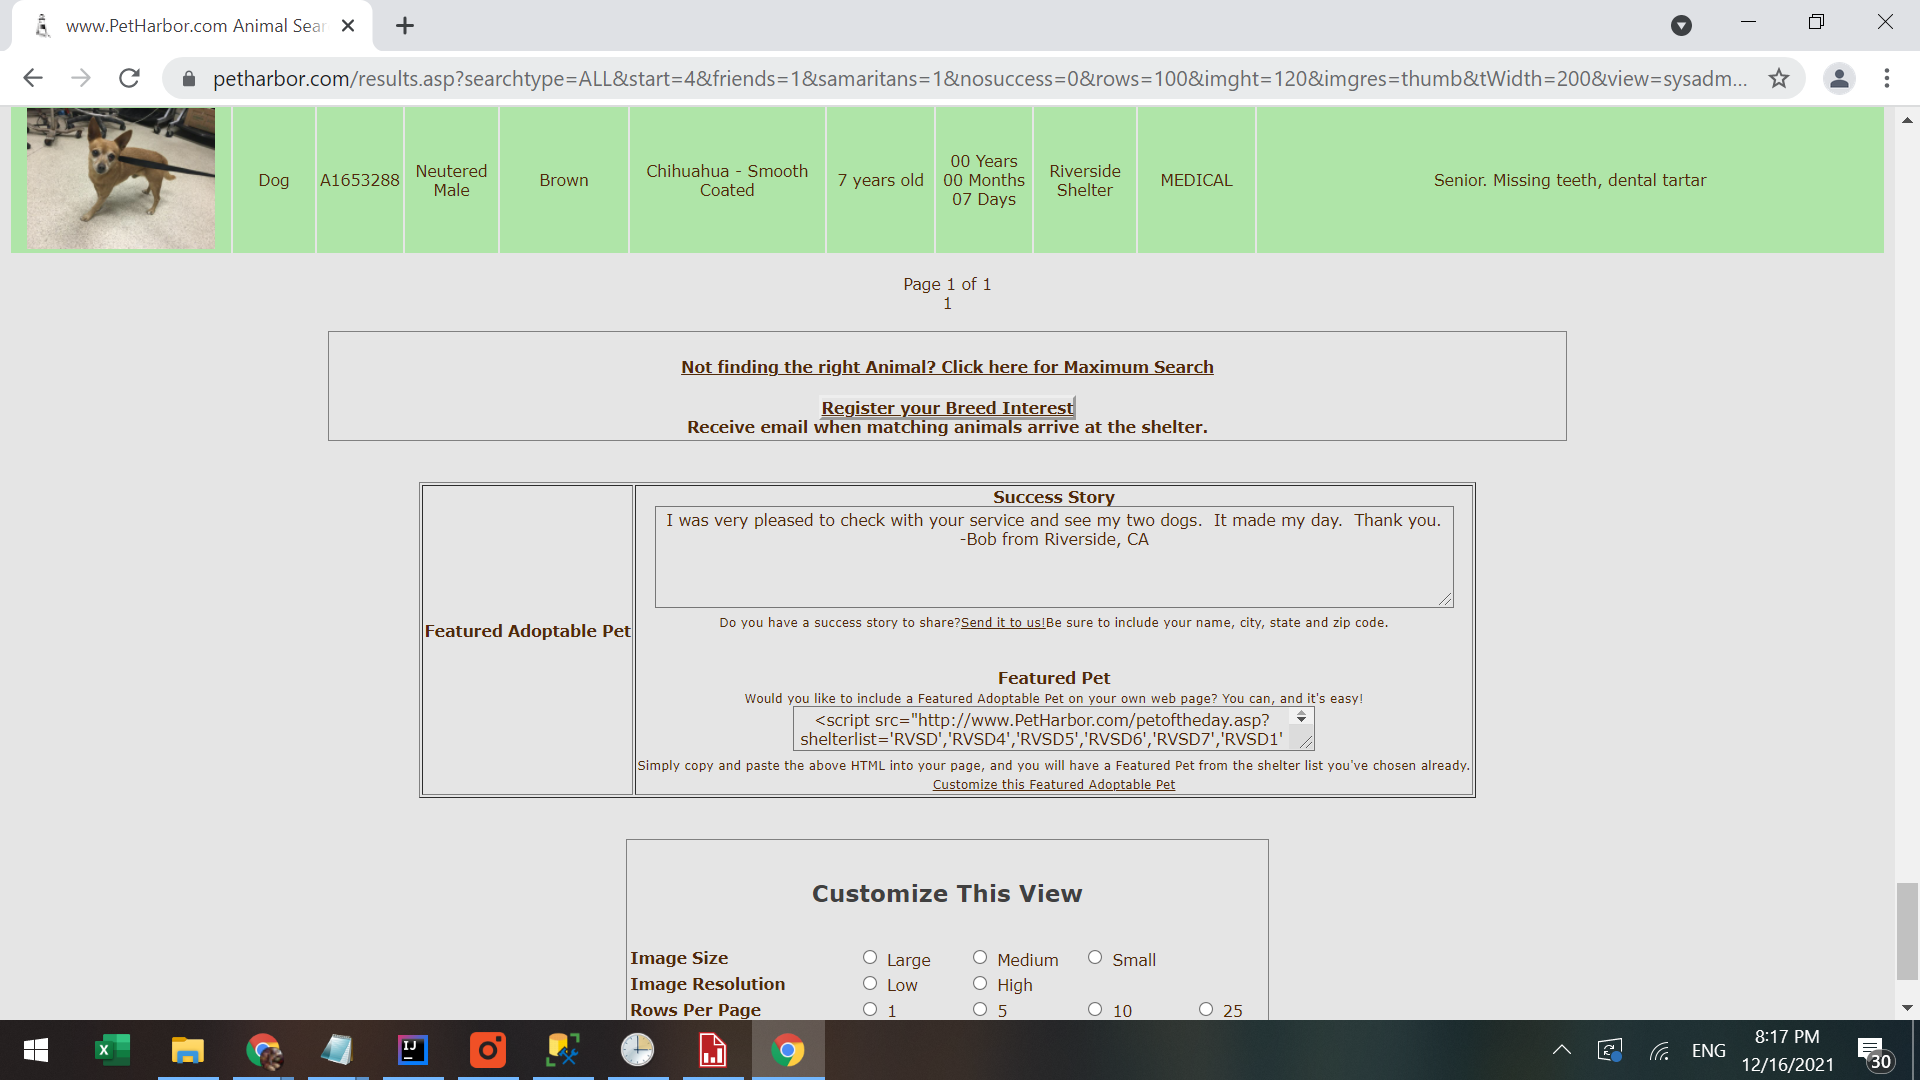 www.PetHarbor.com Animal Sear
petharbor.com/results.asp?searchtype=ALL&start=4&friends=1&samaritans=1&nosuccess=0&rows=100&imght=120&imgres=thumb&tWidth=200&view=sysadm...
Dog
A1653288
Neutered
Male
Brown
Chihuahua - Smooth
Coated
7 years old
00 Years
00 Months
07 Days
Riverside
Shelter
MEDICAL
Senior. Missing teeth, dental tartar
Page 1 of 1
1
Not finding the right Animal? Click here for Maximum Search
Register your Breed Interest
Receive email when matching animals arrive at the shelter.
Featured Adoptable Pet
Success Story
I was very pleased to check with your service and see my two dogs.  It made my day.  Thank you.
-Bob from Riverside, CA
Do you have a success story to share?Send it to us!Be sure to include your name, city, state and zip code.
Featured Pet
Would you like to include a Featured Adoptable Pet on your own web page? You can, and it's easy!
<script src="http://www.PetHarbor.com/petoftheday.asp?
shelterlist='RVSD','RVSD4','RVSD5','RVSD6','RVSD7','RVSD1'
Simply copy and paste the above HTML into your page, and you will have a Featured Pet from the shelter list you've chosen already.
Customize this Featured Adoptable Pet
Customize This View
Image Size Large Medium Small
Image Resolution Low High
Rows Per Page 1 5 10 25
ENG
8:17 PM
12/16/2021
30